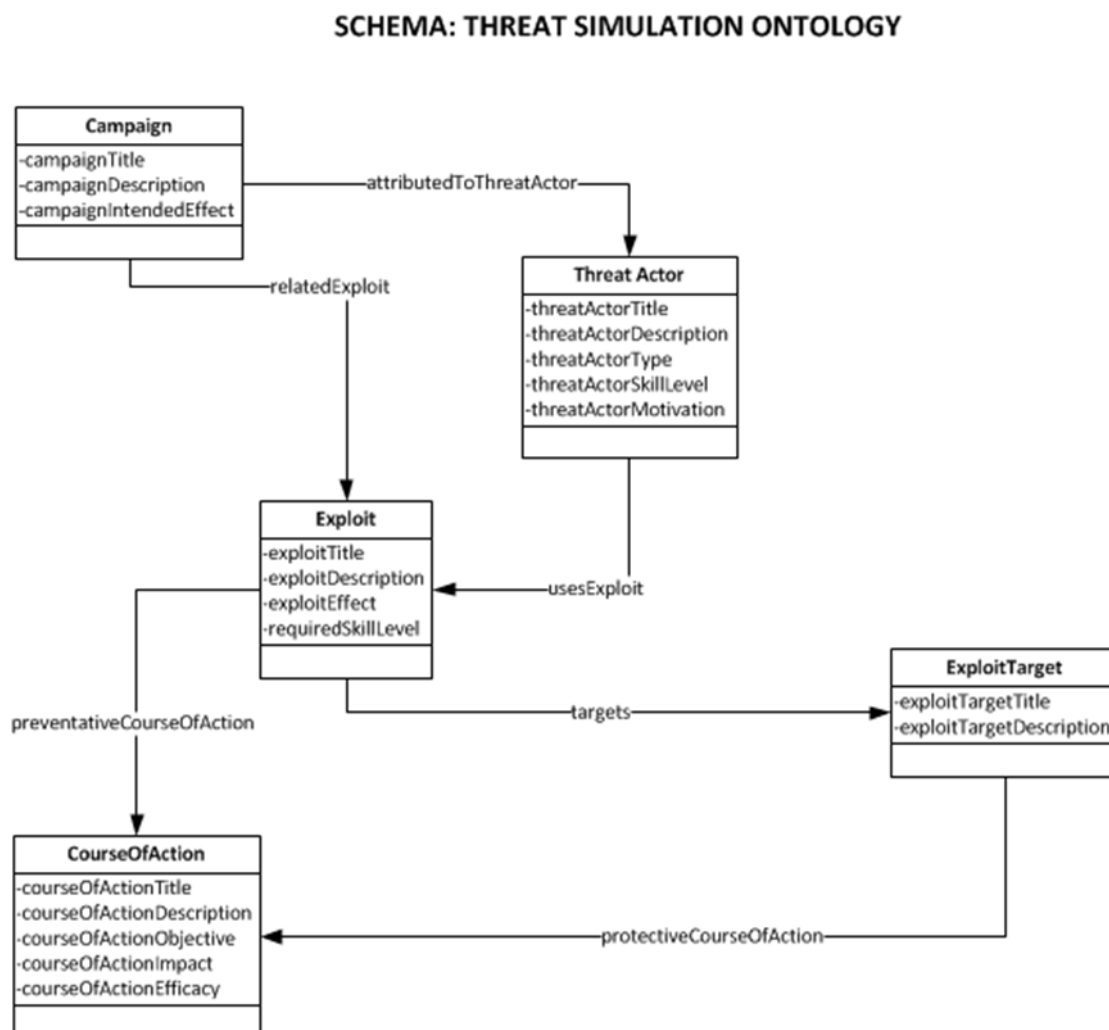 SCHEMA: THREAT SIMULATION ONTOLOGY
Campaign
-campaignTitle
-campaignDescription
-campaignIntendedEffect
attributedToThreatActor
relatedExploit
Threat Actor
-threatActorTitle
-threatActorDescription
-threatActorType
-threatActorSkillLevel
-threatActorMotivation
Exploit
-exploitTitle
-exploitDescription
-exploitEffect
-requiredSkillLevel
usesExploit
ExploitTarget
-exploitTargetTitle
-exploitTargetDescription
targets
preventativeCourseOfAction
CourseOfAction
-courseOfActionTitle
-courseOfActionDescription
-courseOfActionObjective
-courseOfActionImpact
-courseOfActionEfficacy
protectiveCourseOfAction